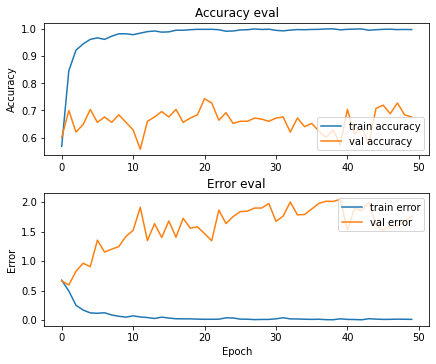 Accuracy eval
1.0
0.9
0.8
0.7
0.6
Accuracy
train accuracy
val accuracy
0
10
20
30
40
50
Error eval
2.0
1.5
1.0
0.5
0.0
Error
train error
val error
0
10
20
30
40
50
Epoch